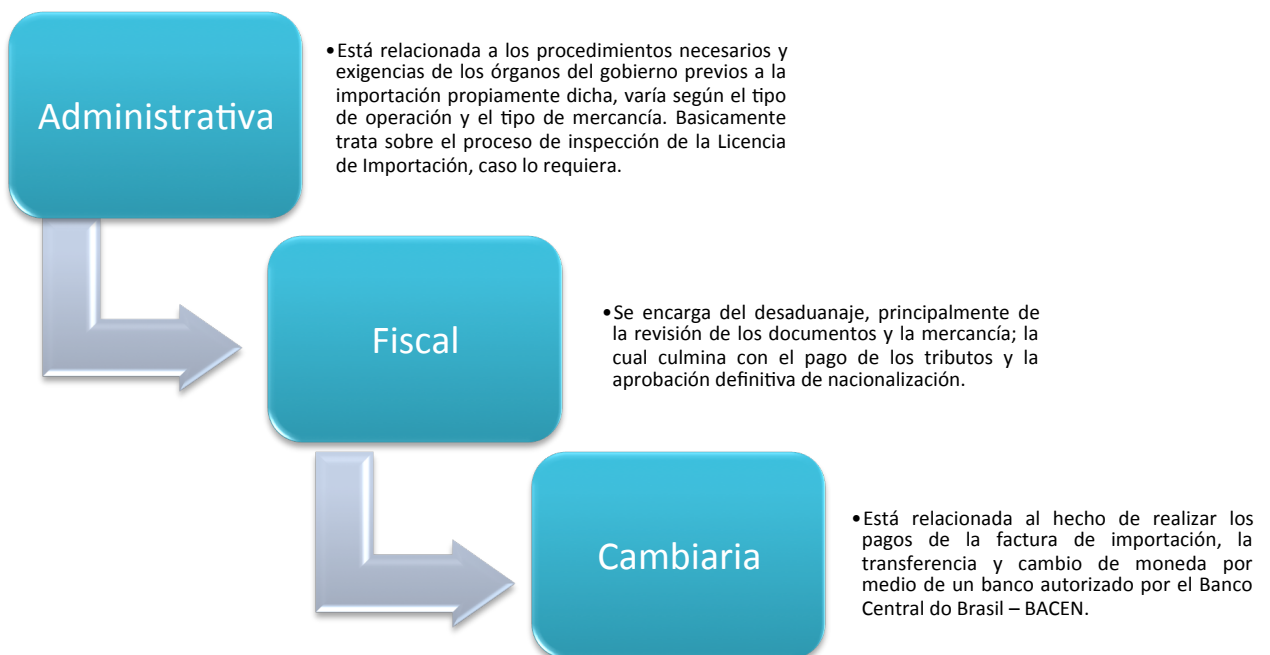 Administrativa
•Está relacionada a los procedimientos necesarios y
exigencias de los órganos del gobierno previos a la
importación propiamente dicha, varía según el tipo
de operación y el tipo de mercancía. Basicamente
trata sobre el proceso de inspección de la Licencia
de Importación, caso lo requiera.
Fiscal
•Se encarga del desaduanaje, principalmente de
la revisión de los documentos y la mercancía; la
cual culmina con el pago de los tributos y la
aprobación definitiva de nacionalización.
Cambiaria
•Está relacionada al hecho de realizar los
pagos de la factura de importación, la
transferencia y cambio de moneda por
medio de un banco autorizado por el Banco
Central do Brasil – BACEN.